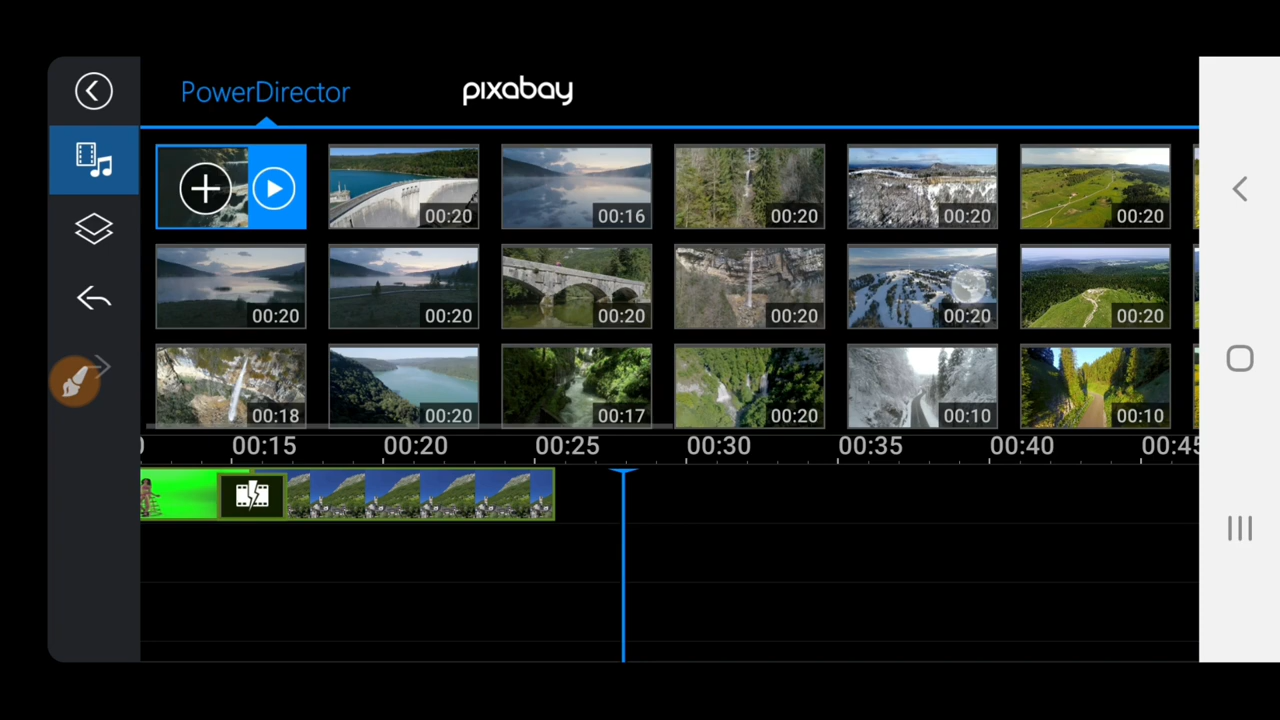 PowerDirector pixabay
00:20 00:16 00:20 00:20 00:20
00:20 00:20 00:20 00:20 00:20 00:20
00:18 00:20 00:17 00:20 00:10 00:10
00:15 00:20 00:25 00:30 00:35 00:40 00:45